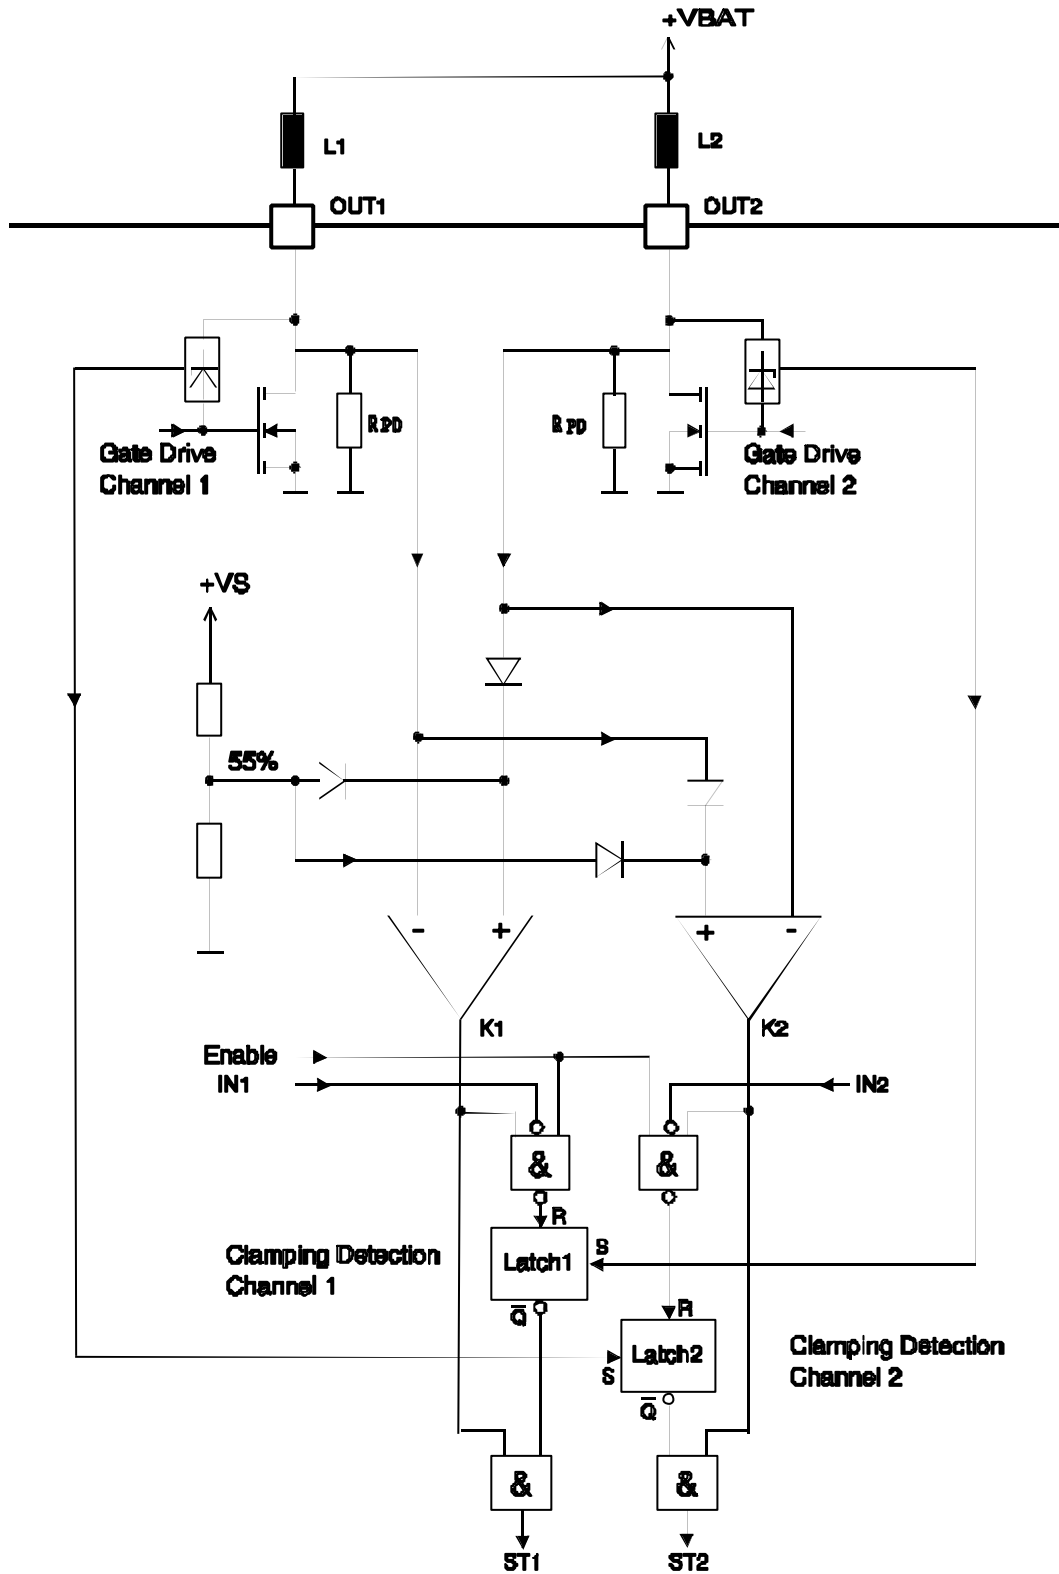 +VBAT
L1
L2
OUT1
OUT2
RPD
RPD
Gate Drive
Channel 1
Gate Drive
Channel 2
+VS
55%
-
+
+
-
K1
K2
Enable
IN1
IN2
&
&
R
Latch1
S
Q̅
Clamping Detection
Channel 1
R
Latch2
S
Q̅
Clamping Detection
Channel 2
&
&
ST1
ST2